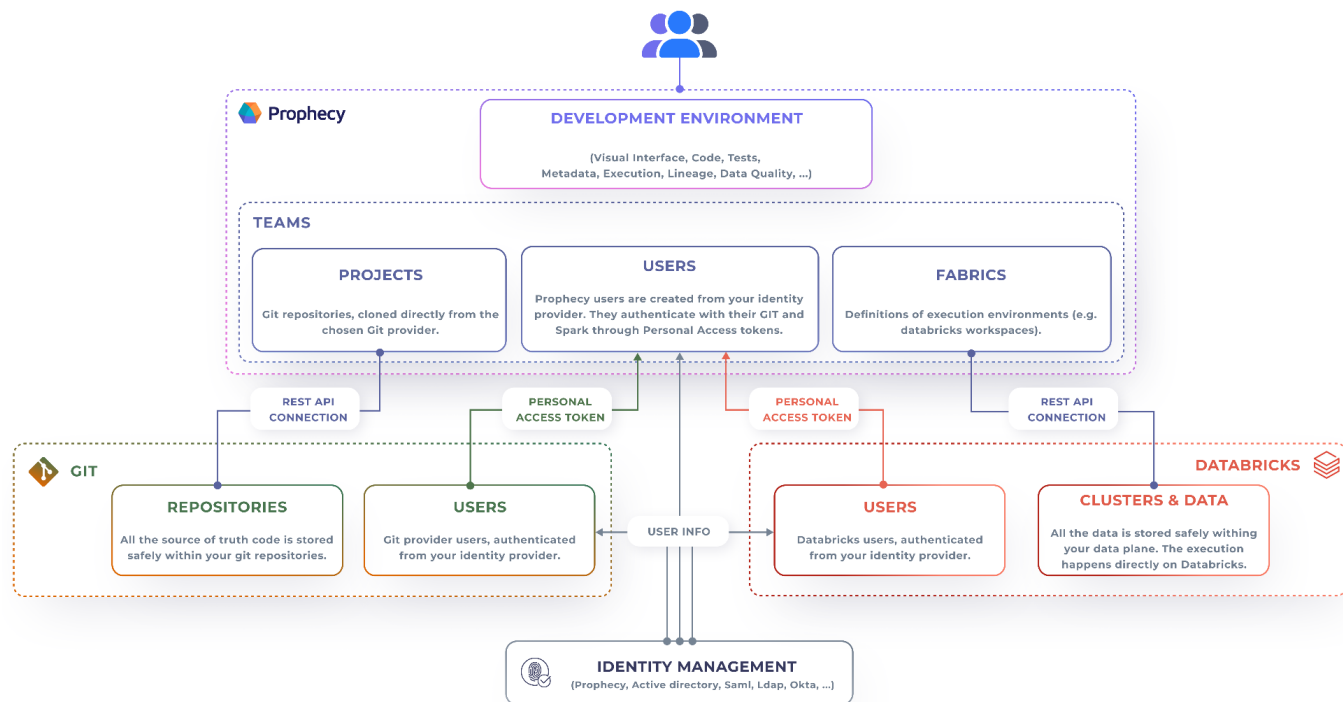 Prophecy
DEVELOPMENT ENVIRONMENT
(Visual Interface, Code, Tests,
Metadata, Execution, Lineage, Data Quality, ...)
TEAMS
PROJECTS
Git repositories, cloned directly from the
chosen Git provider.
USERS
Prophecy users are created from your identity
provider. They authenticate with their GIT and
Spark through Personal Access tokens.
FABRICS
Definitions of execution environments (e.g.
databricks workspaces).
REST API
CONNECTION
PERSONAL
ACCESS TOKEN
PERSONAL
ACCESS TOKEN
REST API
CONNECTION
GIT
REPOSITORIES
All the source of truth code is stored
safely within your git repositories.
USERS
Git provider users, authenticated
from your identity provider.
USER INFO
DATABRICKS
USERS
Databricks users, authenticated
from your identity provider.
CLUSTERS & DATA
All the data is stored safely withing
your data plane. The execution
happens directly on Databricks.
IDENTITY MANAGEMENT
(Prophecy, Active directory, Saml, Ldap, Okta, ...)